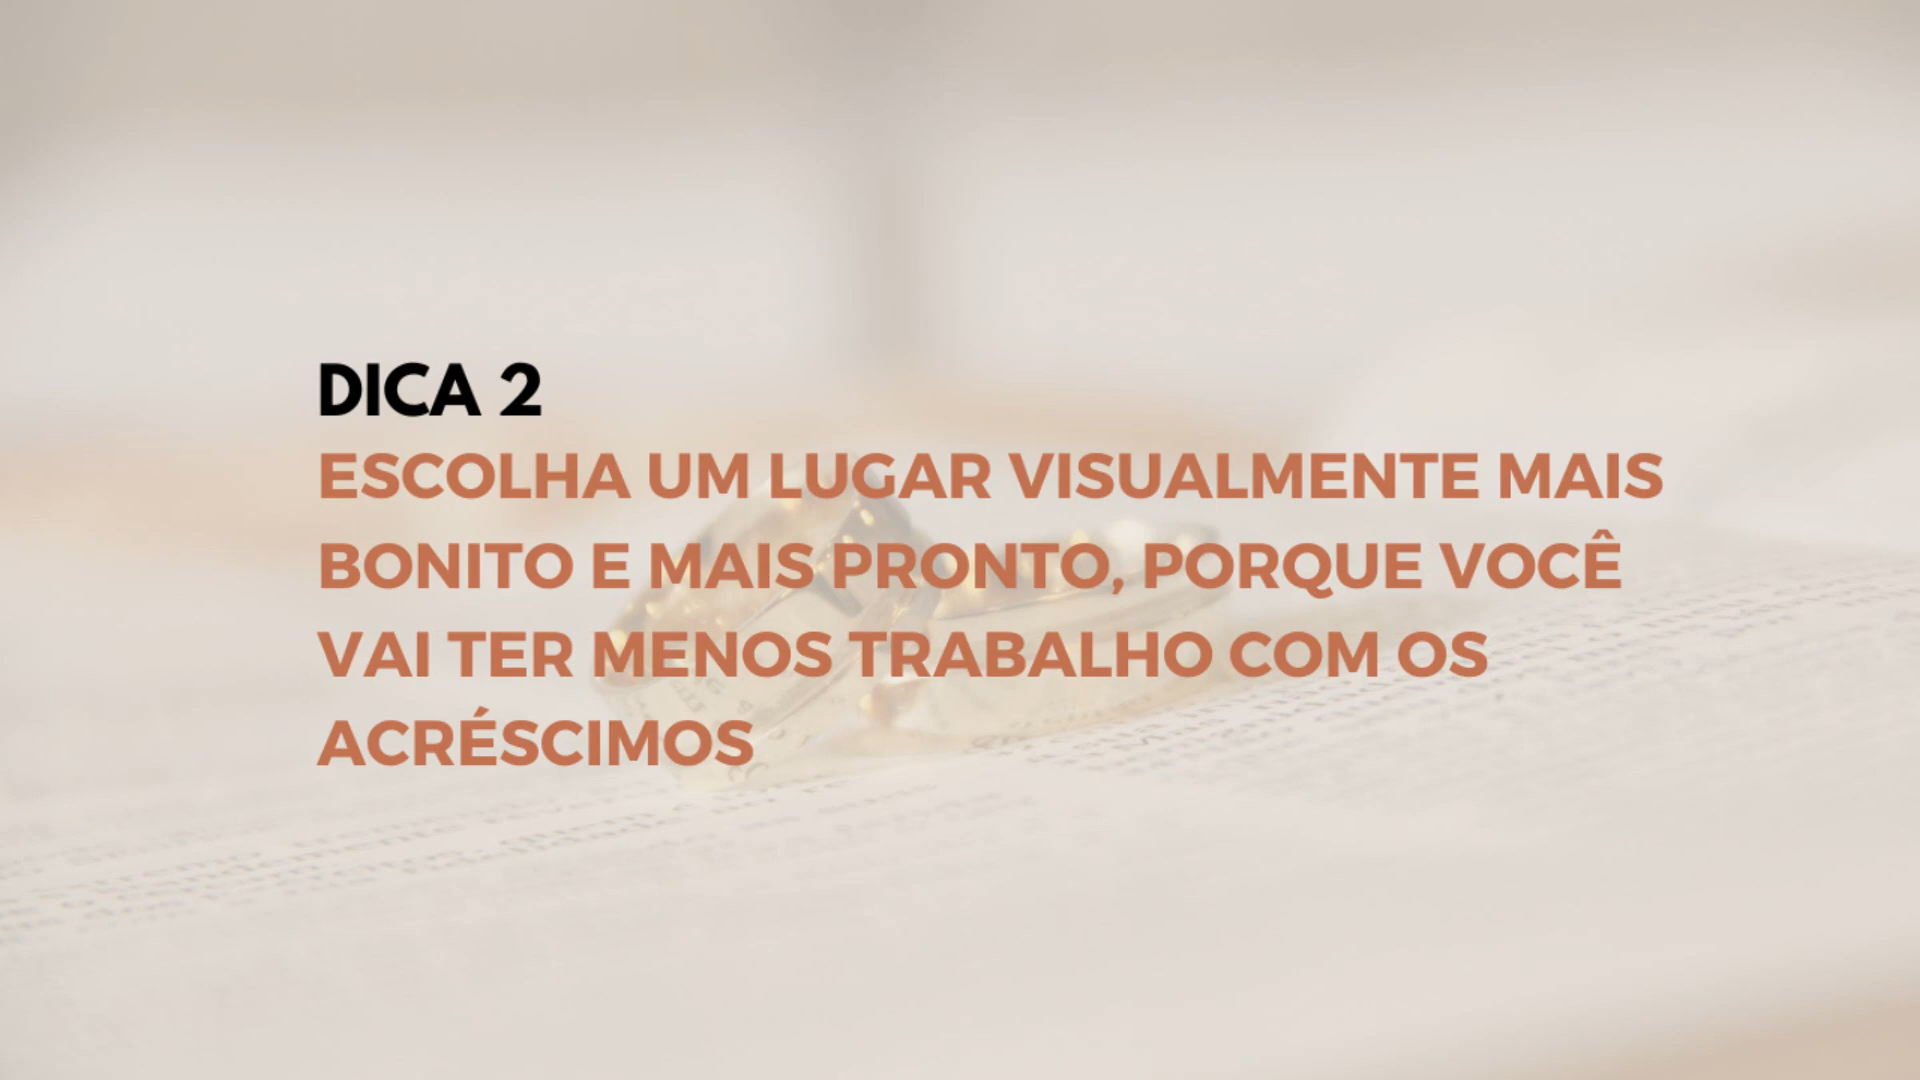 DICA 2
ESCOLHA UM LUGAR VISUALMENTE MAIS
BONITO E MAIS PRONTO, PORQUE VOCÊ
VAI TER MENOS TRABALHO COM OS
ACRÉSCIMOS